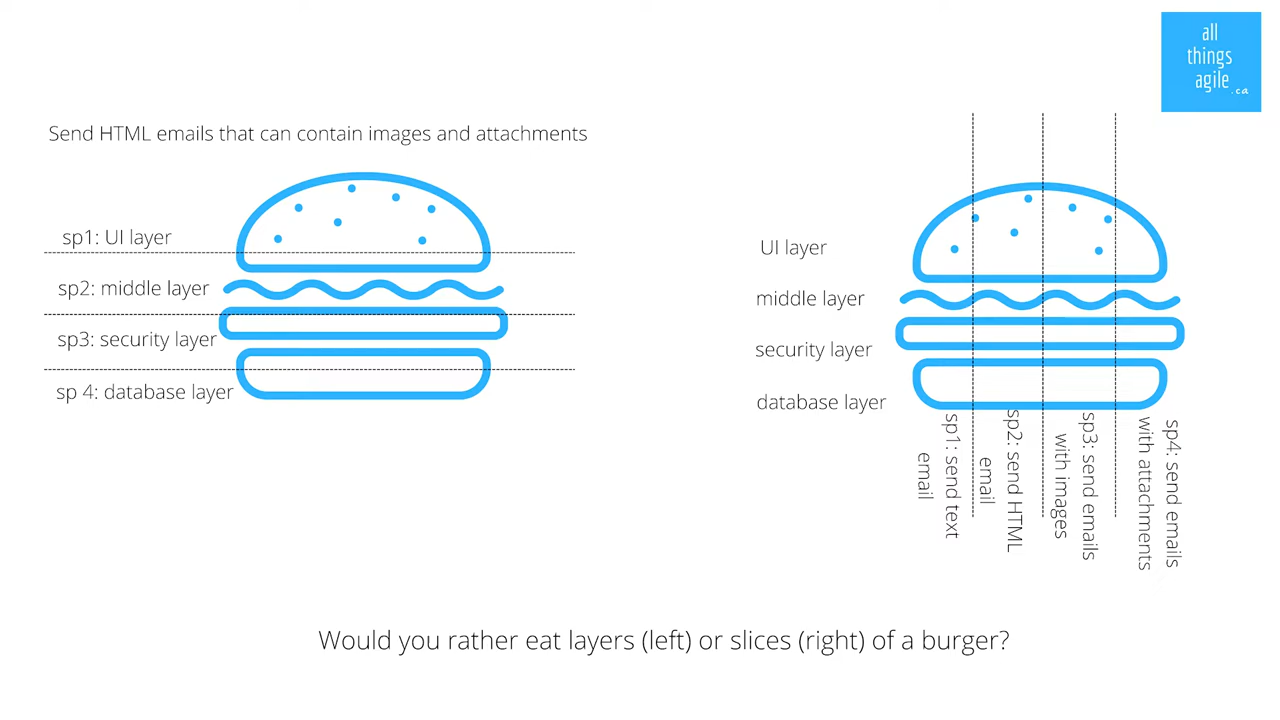 all
things
agile
.ca
Send HTML emails that can contain images and attachments
sp1: UI layer
sp2: middle layer
sp3: security layer
sp 4: database layer
UI layer
middle layer
security layer
database layer
sp1: send text
email
sp2: send HTML
email
sp3: send emails
with images
sp4: send emails
with attachments
Would you rather eat layers (left) or slices (right) of a burger?